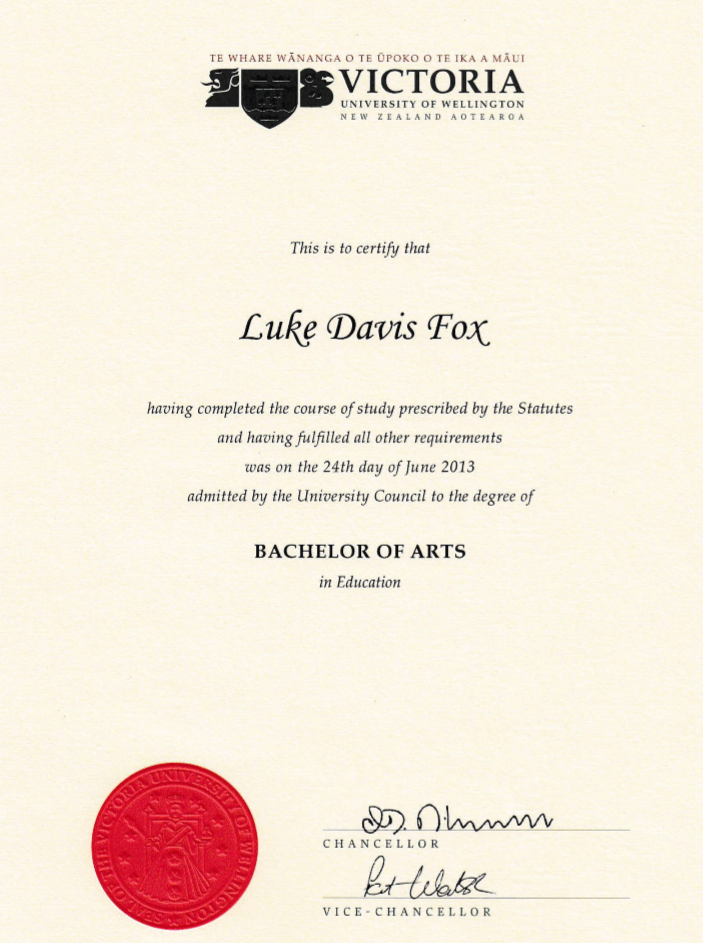 TE WHARE WĀNANGA O TE ŪPOKO O TE IKA A MĀUI
VICTORIA
UNIVERSITY OF WELLINGTON
NEW ZEALAND AOTEAROA
This is to certify that
Luke Davis Fox
having completed the course of study prescribed by the Statutes
and having fulfilled all other requirements
was on the 24th day of June 2013
admitted by the University Council to the degree of
BACHELOR OF ARTS
in Education
SEAL OF THE VICTORIA UNIVERSITY OF WELLINGTON
CHANCELLOR
Pat Walsh
VICE-CHANCELLOR